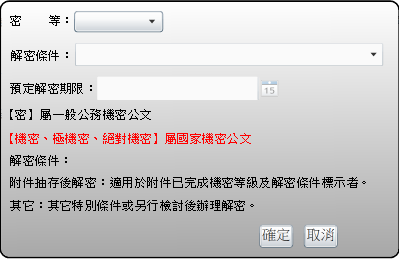 密　　等：
解密條件：
預定解密期限：　15
【密】屬一般公務機密公文
【機密、極機密、絕對機密】屬國家機密公文
解密條件：
附件抽存後解密：適用於附件已完成機密等級及解密條件標示者。
其它：其它特別條件或另行檢討後辦理解密。
確定　取消